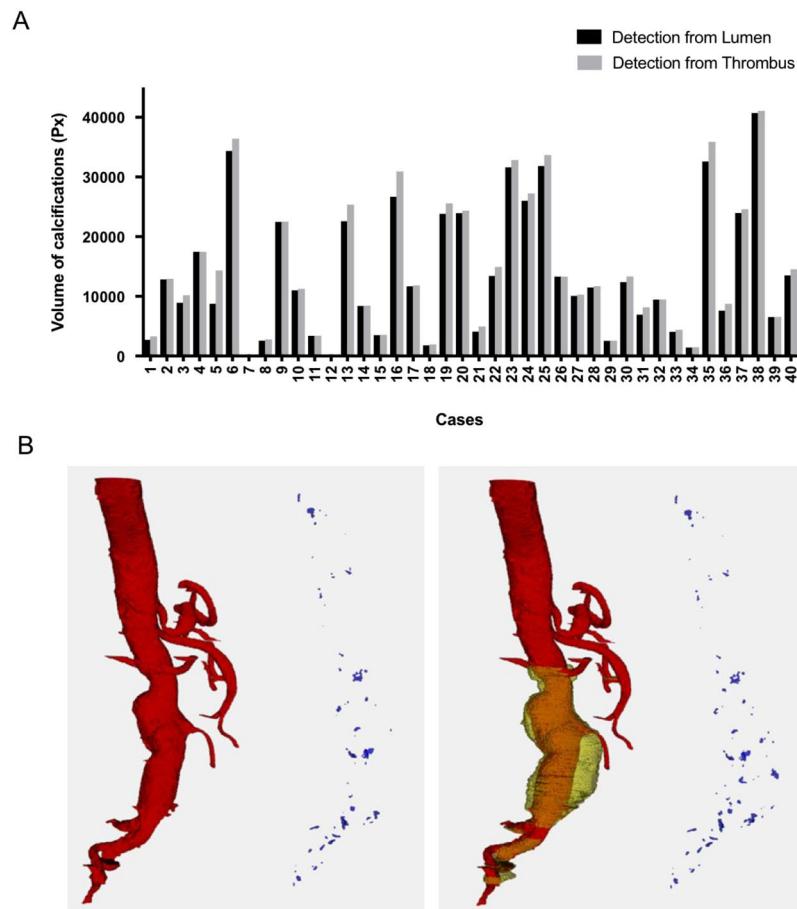 A
Detection from Lumen
Detection from Thrombus
Volume of calcifications (Px)
40000
30000
20000
10000
0
1 2 3 4 5 6 7 8 9 10 11 12 13 14 15 16 17 18 19 20 21 22 23 24 25 26 27 28 29 30 31 32 33 34 35 36 37 38 39 40
Cases
B